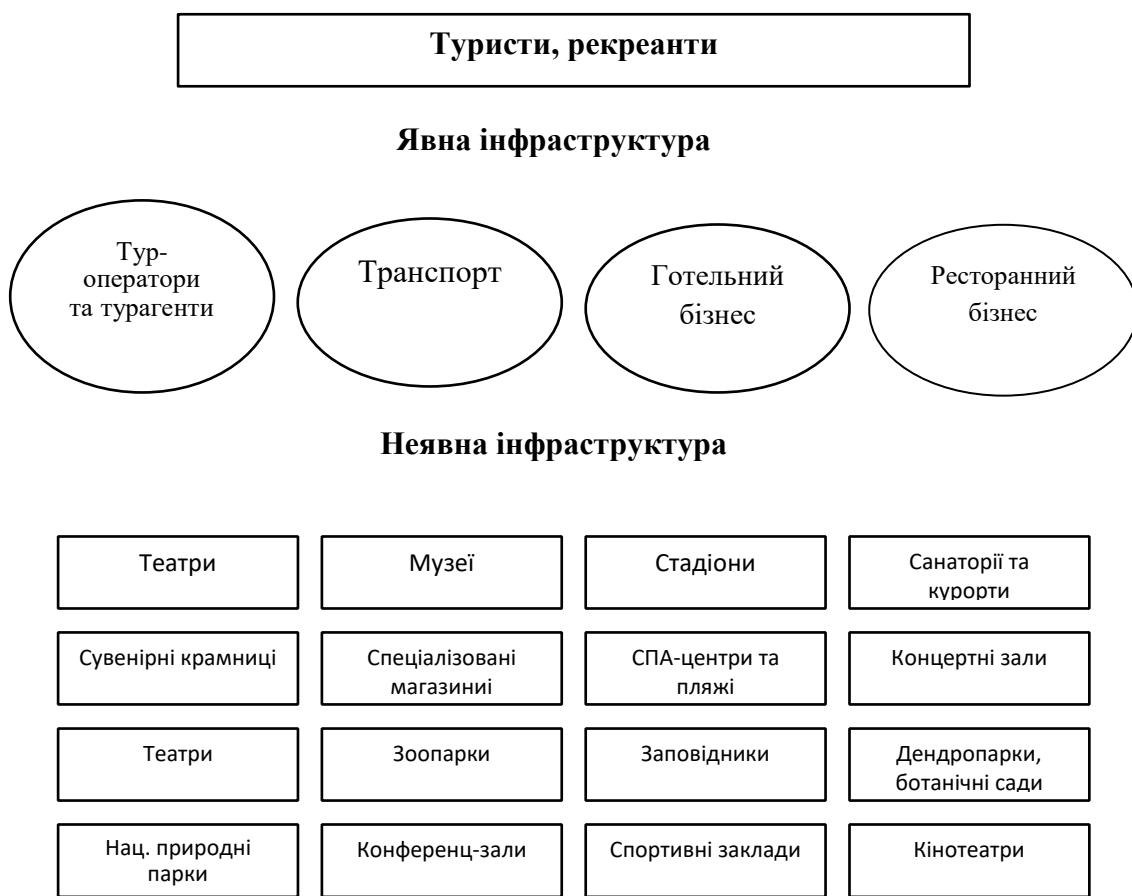 Туристи, рекреанти
Явна інфраструктура
Тур-
оператори
та турагенти
Транспорт
Готельний
бізнес
Ресторанний
бізнес
Неявна інфраструктура
Театри
Музеї
Стадіони
Санаторії та
курорти
Сувенірні крамниці
Спеціалізовані
магазиниі
СПА-центри та
пляжі
Концертні зали
Театри
Зоопарки
Заповідники
Дендропарки,
ботанічні сади
Нац. природні
парки
Конференц-зали
Спортивні заклади
Кінотеатри